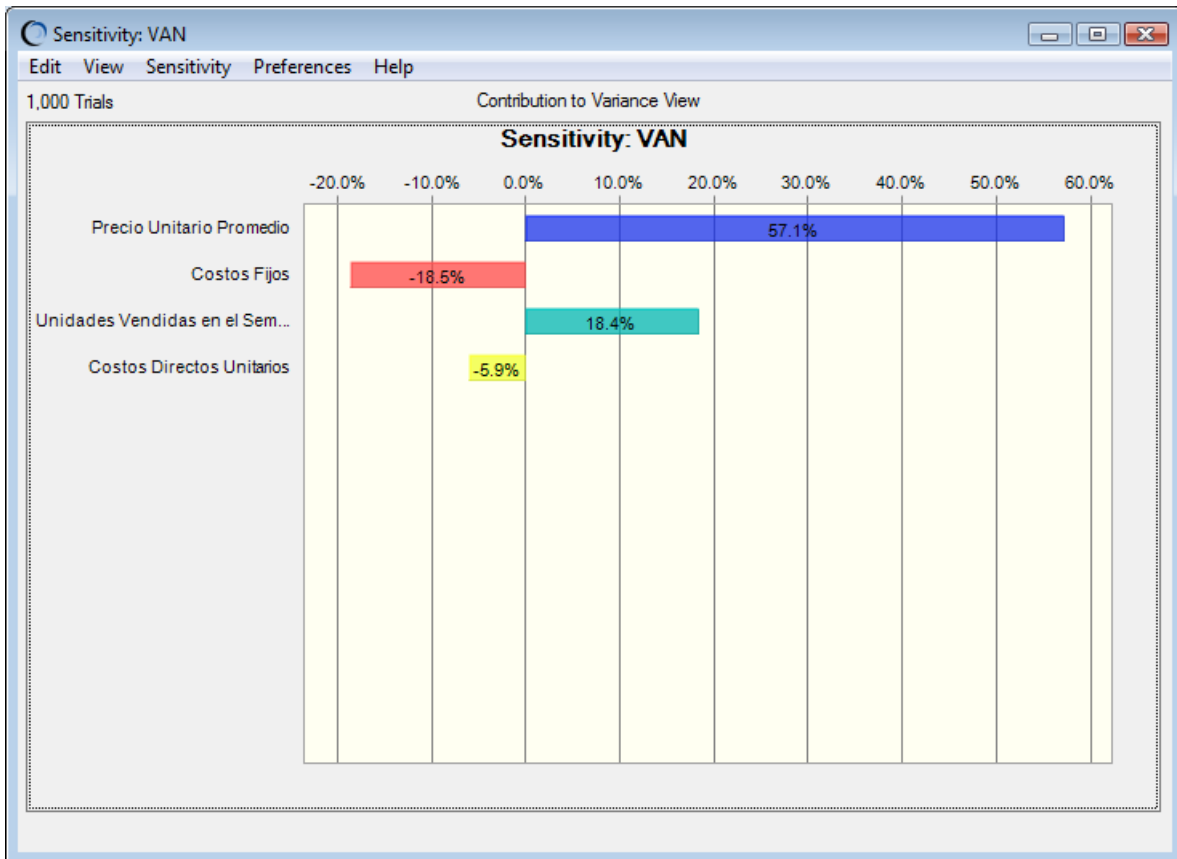 Sensitivity: VAN
Edit View Sensitivity Preferences Help
1,000 Trials Contribution to Variance View
Sensitivity: VAN
-20.0% -10.0% 0.0% 10.0% 20.0% 30.0% 40.0% 50.0% 60.0%
Precio Unitario Promedio 57.1%
Costos Fijos -18.5%
Unidades Vendidas en el Sem... 18.4%
Costos Directos Unitarios -5.9%